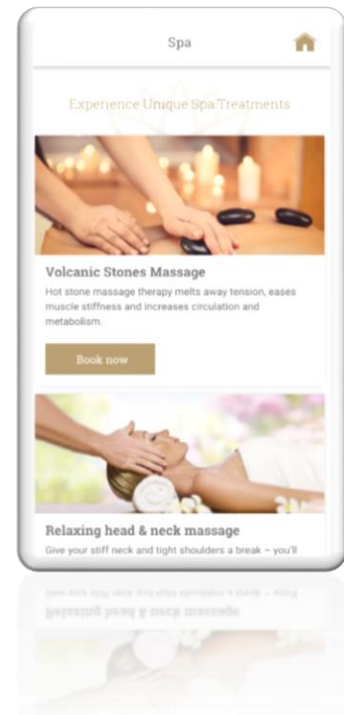 Spa
Experience Unique Spa Treatments
Volcanic Stones Massage
Hot stone massage therapy melts away tension, eases
muscle stiffness and increases circulation and
metabolism.
Book now
Relaxing head & neck massage
Give your stiff neck and tight shoulders a break – you'll